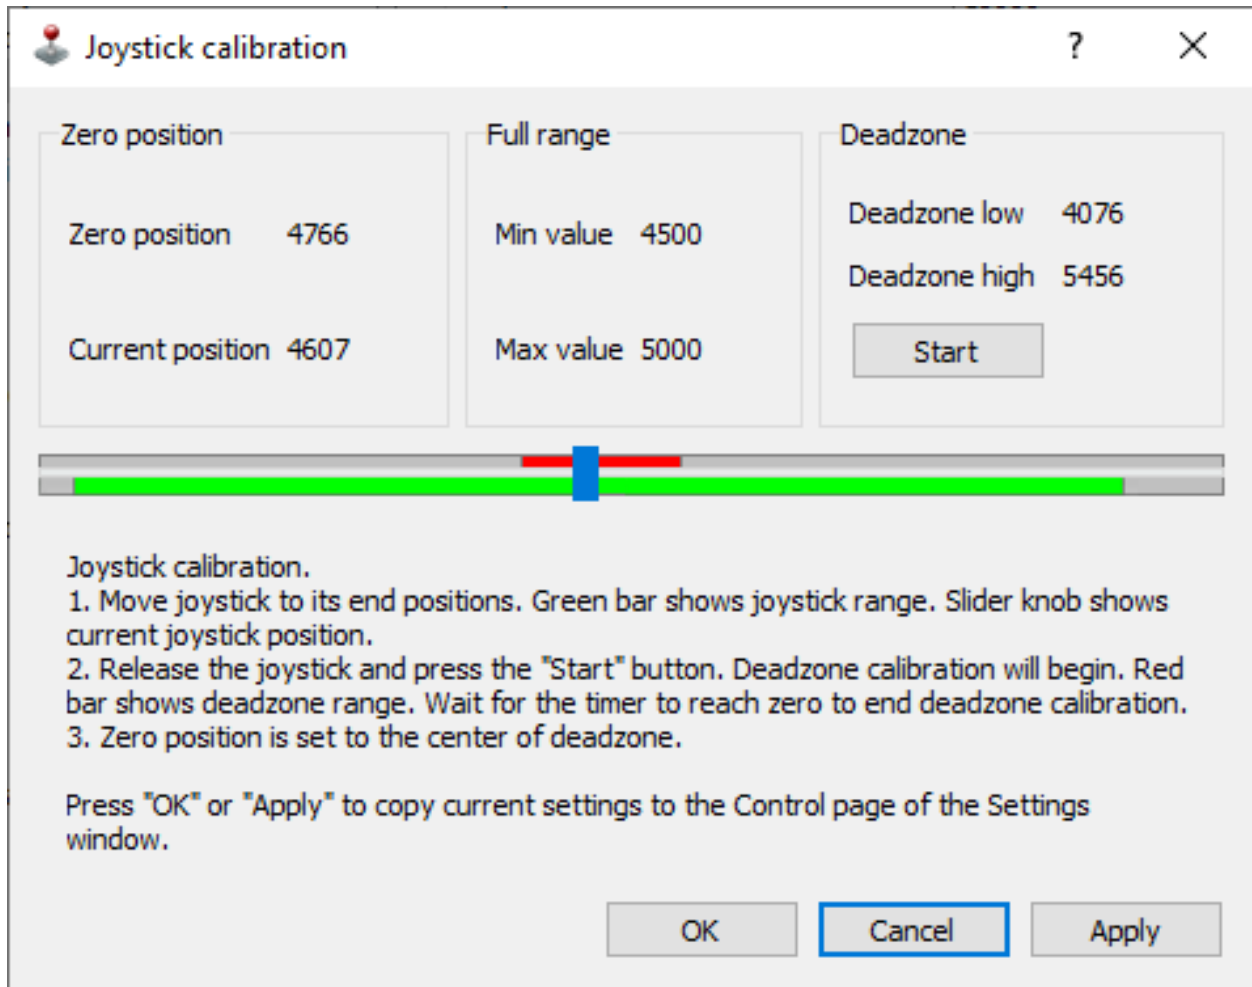 Joystick calibration ?
Zero position
Zero position 4766
Current position 4607
Full range
Min value 4500
Max value 5000
Deadzone
Deadzone low 4076
Deadzone high 5456
Start
Joystick calibration.
1. Move joystick to its end positions. Green bar shows joystick range. Slider knob shows
current joystick position.
2. Release the joystick and press the "Start" button. Deadzone calibration will begin. Red
bar shows deadzone range. Wait for the timer to reach zero to end deadzone calibration.
3. Zero position is set to the center of deadzone.
Press "OK" or "Apply" to copy current settings to the Control page of the Settings
window.
OK Cancel Apply